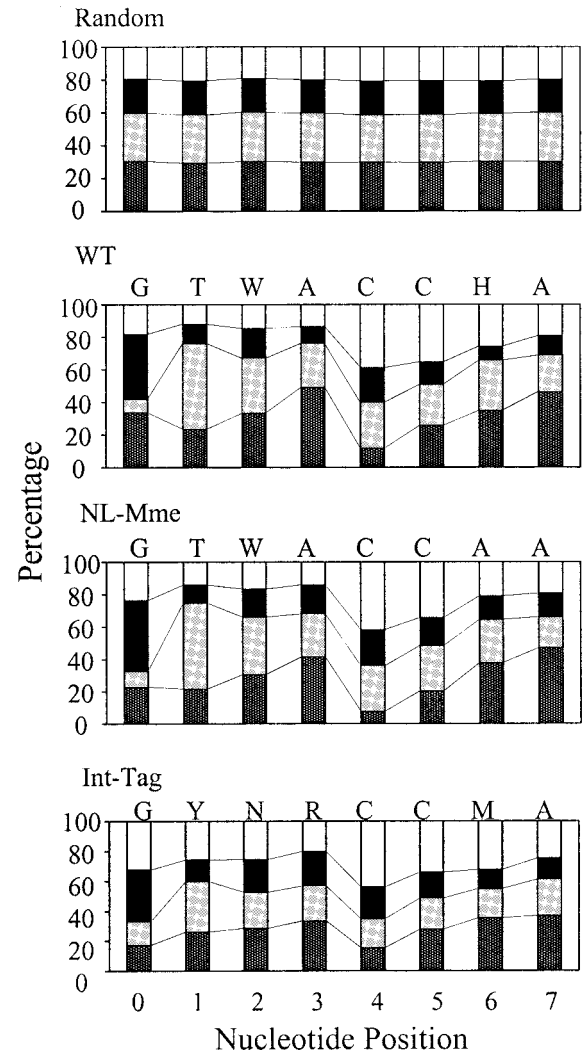 Random
100
80
60
40
20
0
WT
G T W A C C H A
100
80
60
40
20
0
NL-Mme
G T W A C C A A
100
80
60
40
20
0
Int-Tag
G Y N R C C M A
100
80
60
40
20
0
0 1 2 3 4 5 6 7
Nucleotide Position
Percentage